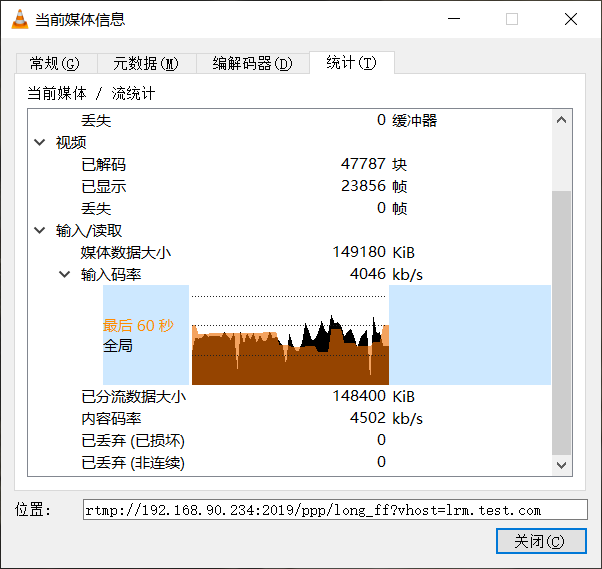 当前媒体信息
常规(G) 元数据(M) 编解码器(D) 统计(T)
当前媒体 / 流统计
丢失 0 缓冲器
视频
已解码 47787 块
已显示 23856 帧
丢失 0 帧
输入/读取
媒体数据大小 149180 KiB
输入码率 4046 kb/s
最后 60 秒
全局
已分流数据大小 148400 KiB
内容码率 4502 kb/s
已丢弃 (已损坏) 0
已丢弃 (非连续) 0
位置: rtmp://192.168.90.234:2019/ppp/long_ff?vhost=lrm.test.com
关闭(C)